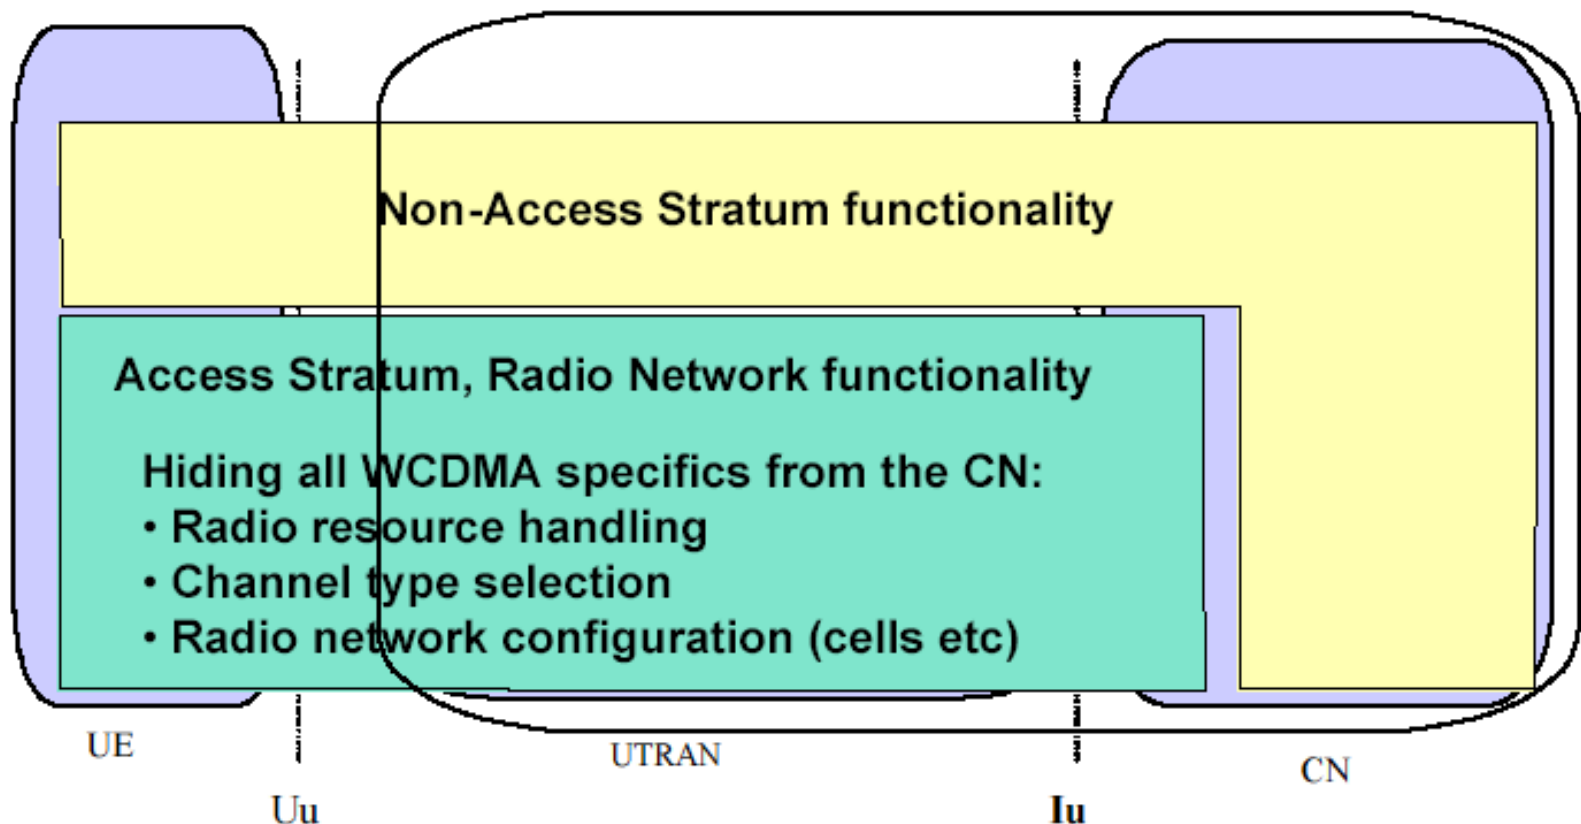 Non-Access Stratum functionality
Access Stratum, Radio Network functionality
Hiding all WCDMA specifics from the CN:
• Radio resource handling
• Channel type selection
• Radio network configuration (cells etc)
UE
UTRAN
CN
Uu
Iu